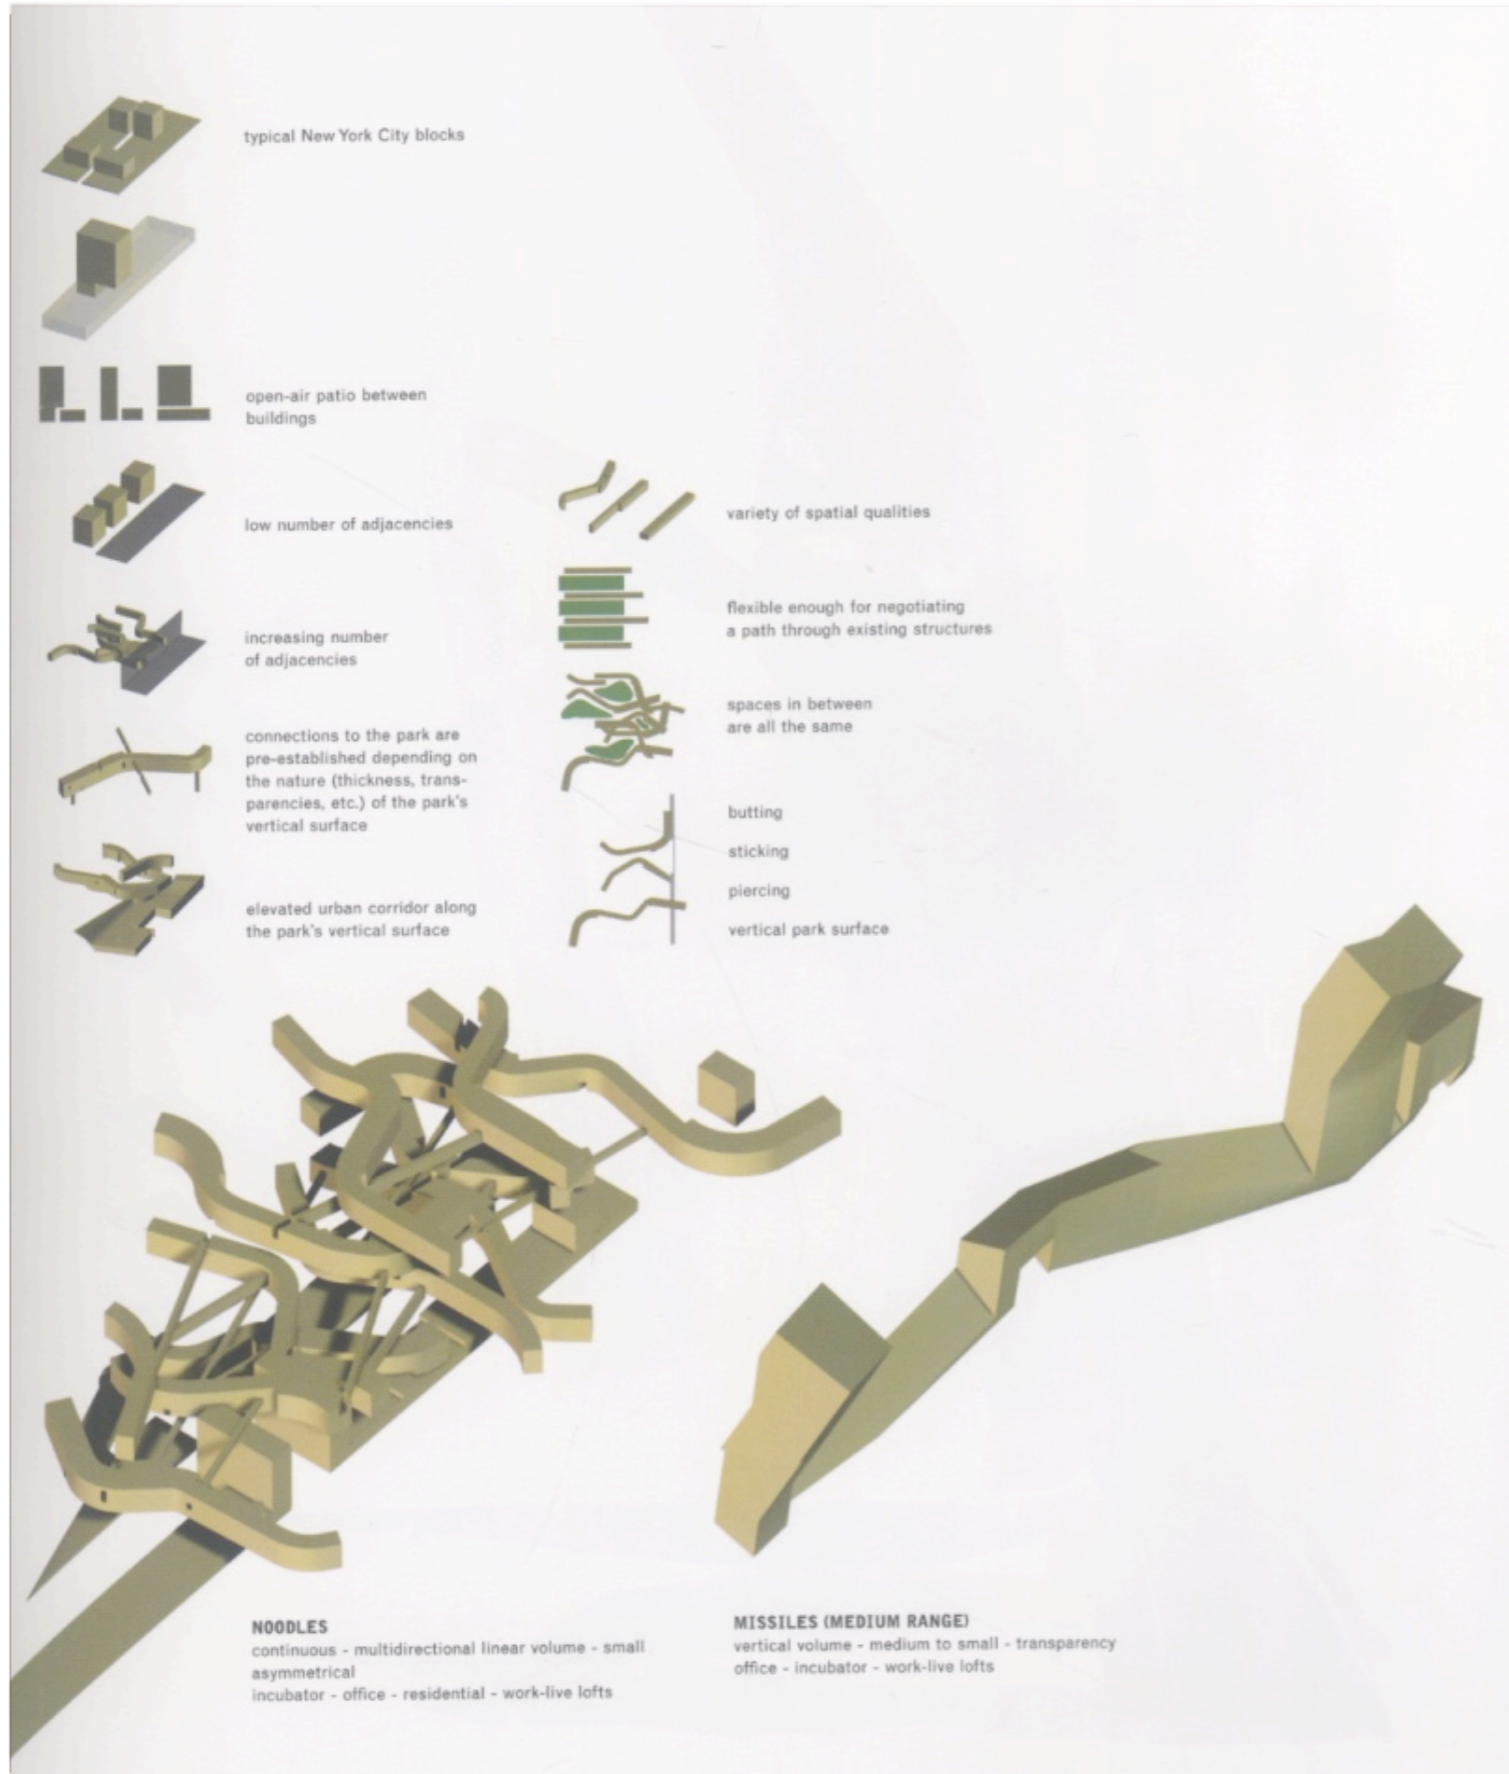 typical New York City blocks
open-air patio between
buildings
low number of adjacencies
increasing number
of adjacencies
connections to the park are
pre-established depending on
the nature (thickness, trans-
parencies, etc.) of the park's
vertical surface
elevated urban corridor along
the park's vertical surface
variety of spatial qualities
flexible enough for negotiating
a path through existing structures
spaces in between
are all the same
butting
sticking
piercing
vertical park surface
NOODLES
continuous - multidirectional linear volume - small
asymmetrical
incubator - office - residential - work-live lofts
MISSILES (MEDIUM RANGE)
vertical volume - medium to small - transparency
office - incubator - work-live lofts